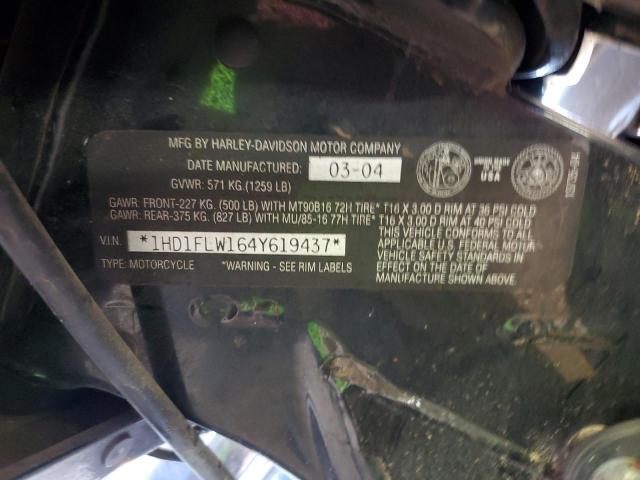 MFG BY HARLEY-DAVIDSON MOTOR COMPANY
DATE MANUFACTURED: 03-04
GVWR: 571 KG.(1259 LB)
UNION MADE
USA
GAWR: FRONT-227 KG. (500 LB) WITH MT90B16 72H TIRE* T16 X 3.00 D RIM AT 36 PSI COLD
GAWR: REAR-375 KG. (827 LB) WITH MU/85-16 77H TIRE* T16 X 3.00 D RIM AT 40 PSI COLD
THIS VEHICLE CONFORMS TO ALL
APPLICABLE U.S. FEDERAL MOTOR
VEHICLE SAFETY STANDARDS IN
EFFECT ON THE DATE OF
MANUFACTURE SHOWN ABOVE.
V.I.N. *1HD1FLW164Y619437*
TYPE: MOTORCYCLE *WARNING - SEE RIM LABELS